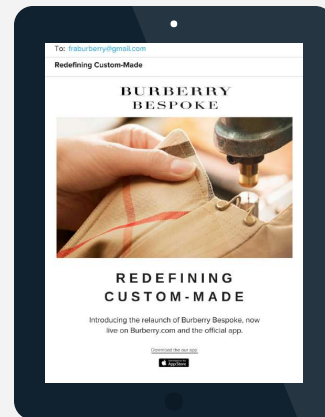 To: fraburberry@gmail.com
Redefining Custom-Made
BURBERRY
BESPOKE
REDEFINING
CUSTOM-MADE
Introducing the relaunch of Burberry Bespoke, now
live on Burberry.com and the official app.
Download the our app
App Store